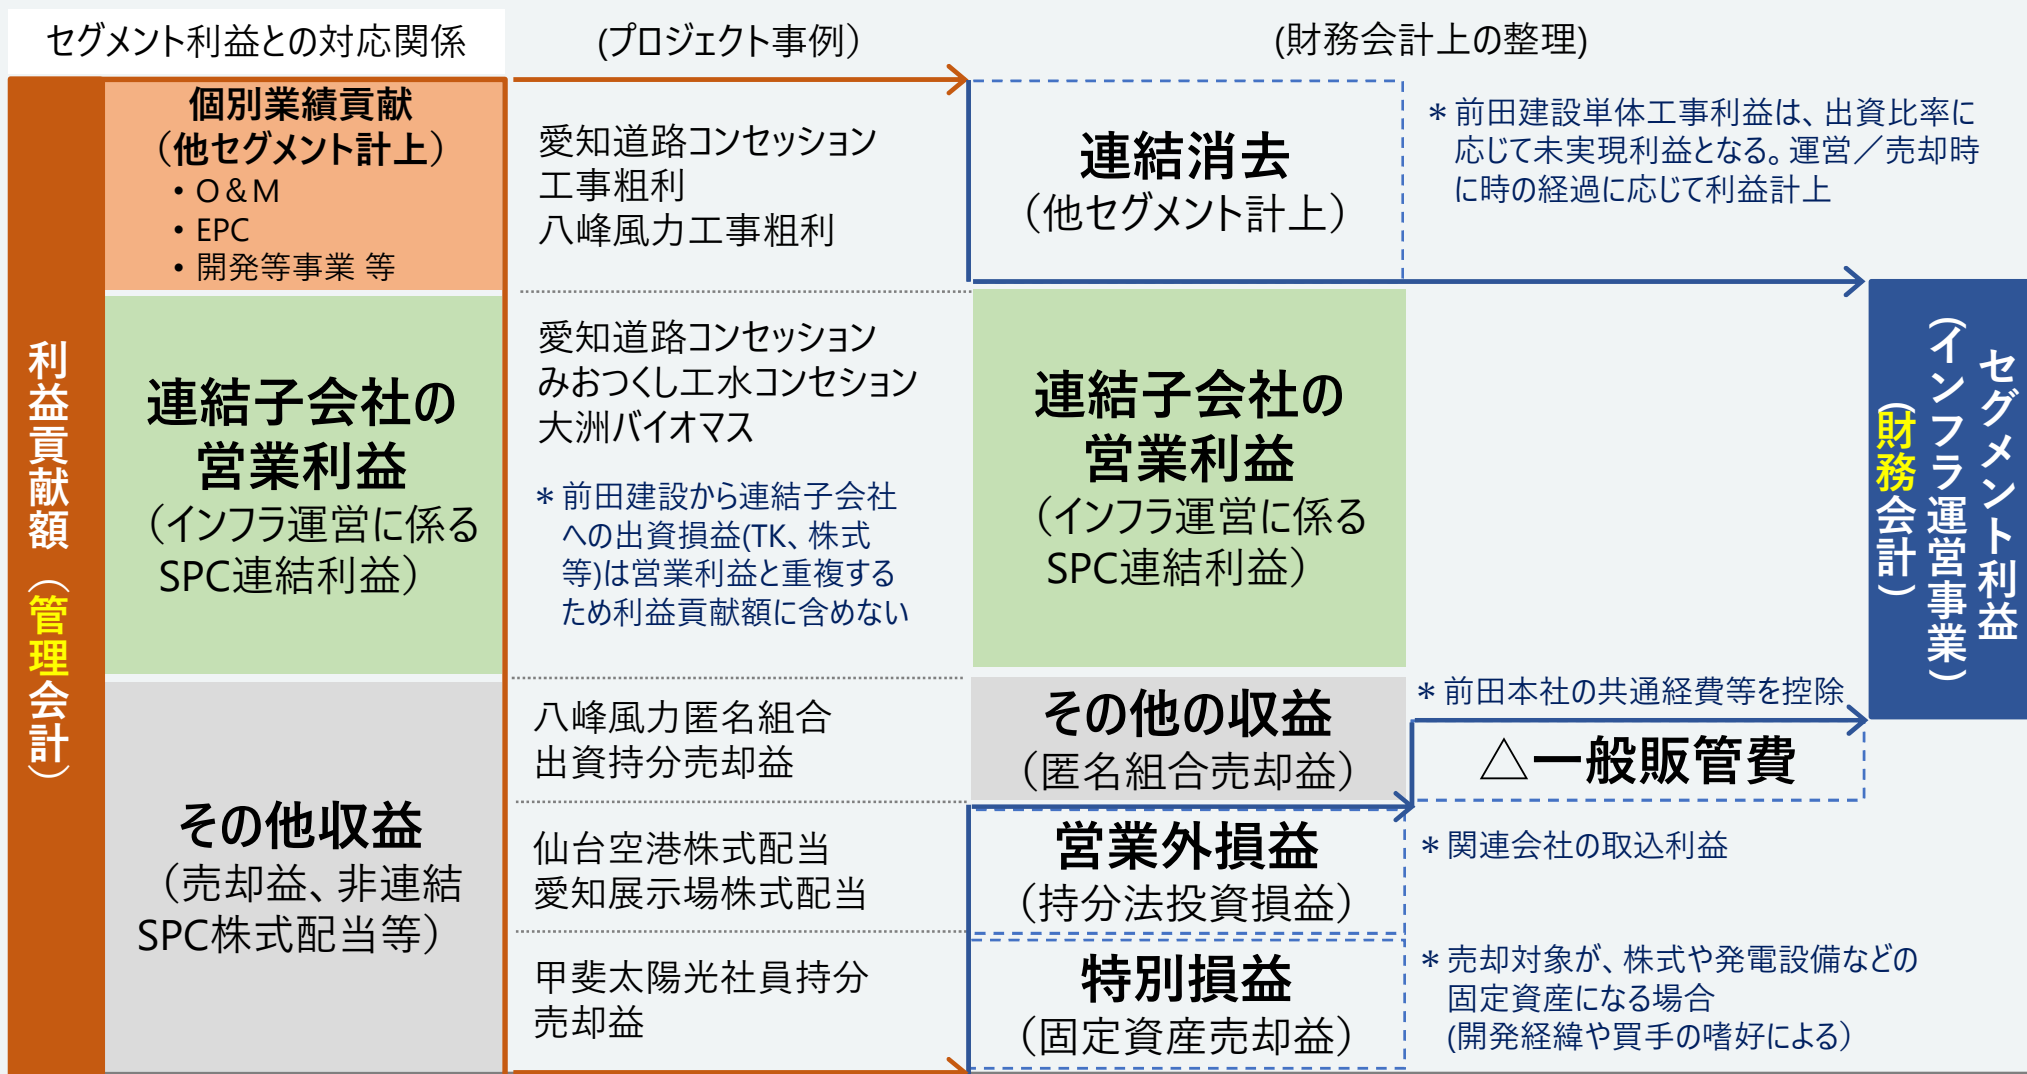 セグメント利益との対応関係
(プロジェクト事例）
(財務会計上の整理)
利益貢献額（管理会計）
個別業績貢献
（他セグメント計上）
・O＆M
・EPC
・開発等事業 等
愛知道路コンセッション
工事粗利
八峰風力工事粗利
連結消去
（他セグメント計上）
＊前田建設単体工事利益は、出資比率に
応じて未実現利益となる。運営／売却時
に時の経過に応じて利益計上
連結子会社の
営業利益
（インフラ運営に係る
SPC連結利益）
愛知道路コンセッション
みおつくし工水コンセション
大洲バイオマス
＊前田建設から連結子会社
への出資損益(TK、株式
等)は営業利益と重複する
ため利益貢献額に含めない
連結子会社の
営業利益
（インフラ運営に係る
SPC連結利益）
セグメント利益
（インフラ運営事業）
（財務会計）
その他収益
（売却益、非連結
SPC株式配当等）
八峰風力匿名組合
出資持分売却益
その他の収益
（匿名組合売却益）
＊前田本社の共通経費等を控除
△一般販管費
仙台空港株式配当
愛知展示場株式配当
営業外損益
（持分法投資損益）
＊関連会社の取込利益
甲斐太陽光社員持分
売却益
特別損益
（固定資産売却益）
＊売却対象が、株式や発電設備などの
固定資産になる場合
(開発経緯や買手の嗜好による）